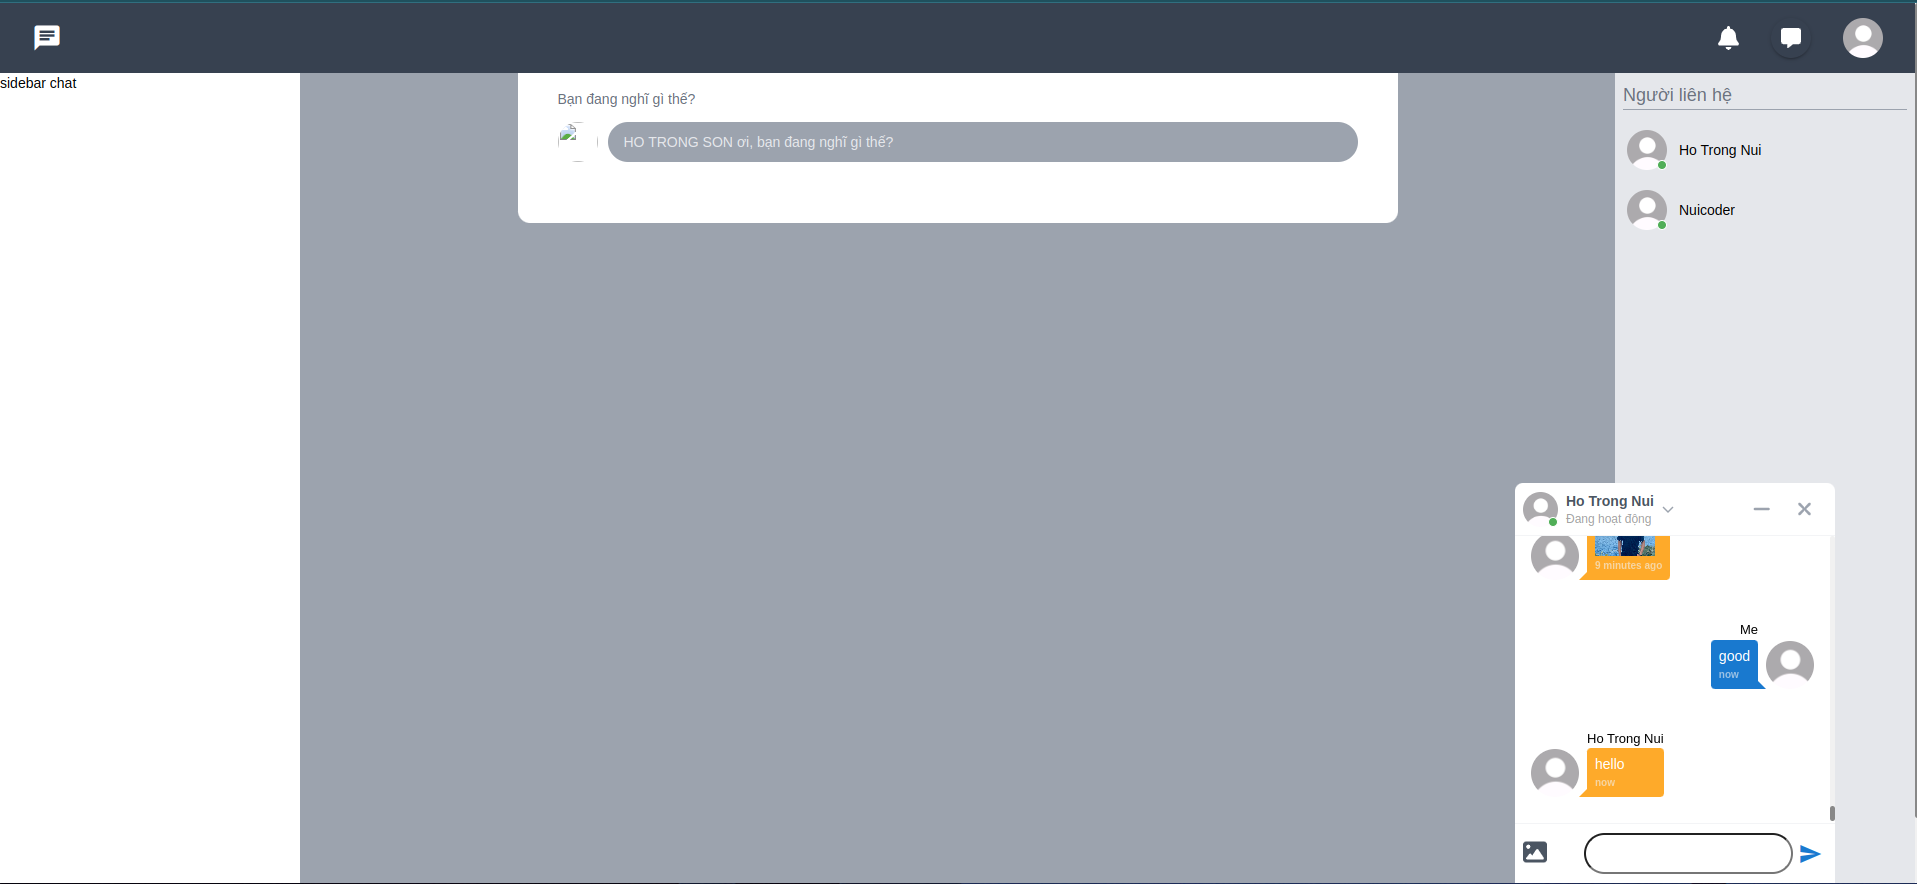 sidebar chat
Bạn đang nghĩ gì thế?
HO TRONG SON ơi, bạn đang nghĩ gì thế?
Người liên hệ
Ho Trong Nui
Nuicoder
Ho Trong Nui
Đang hoạt động
9 minutes ago
Me
good
now
Ho Trong Nui
hello
now